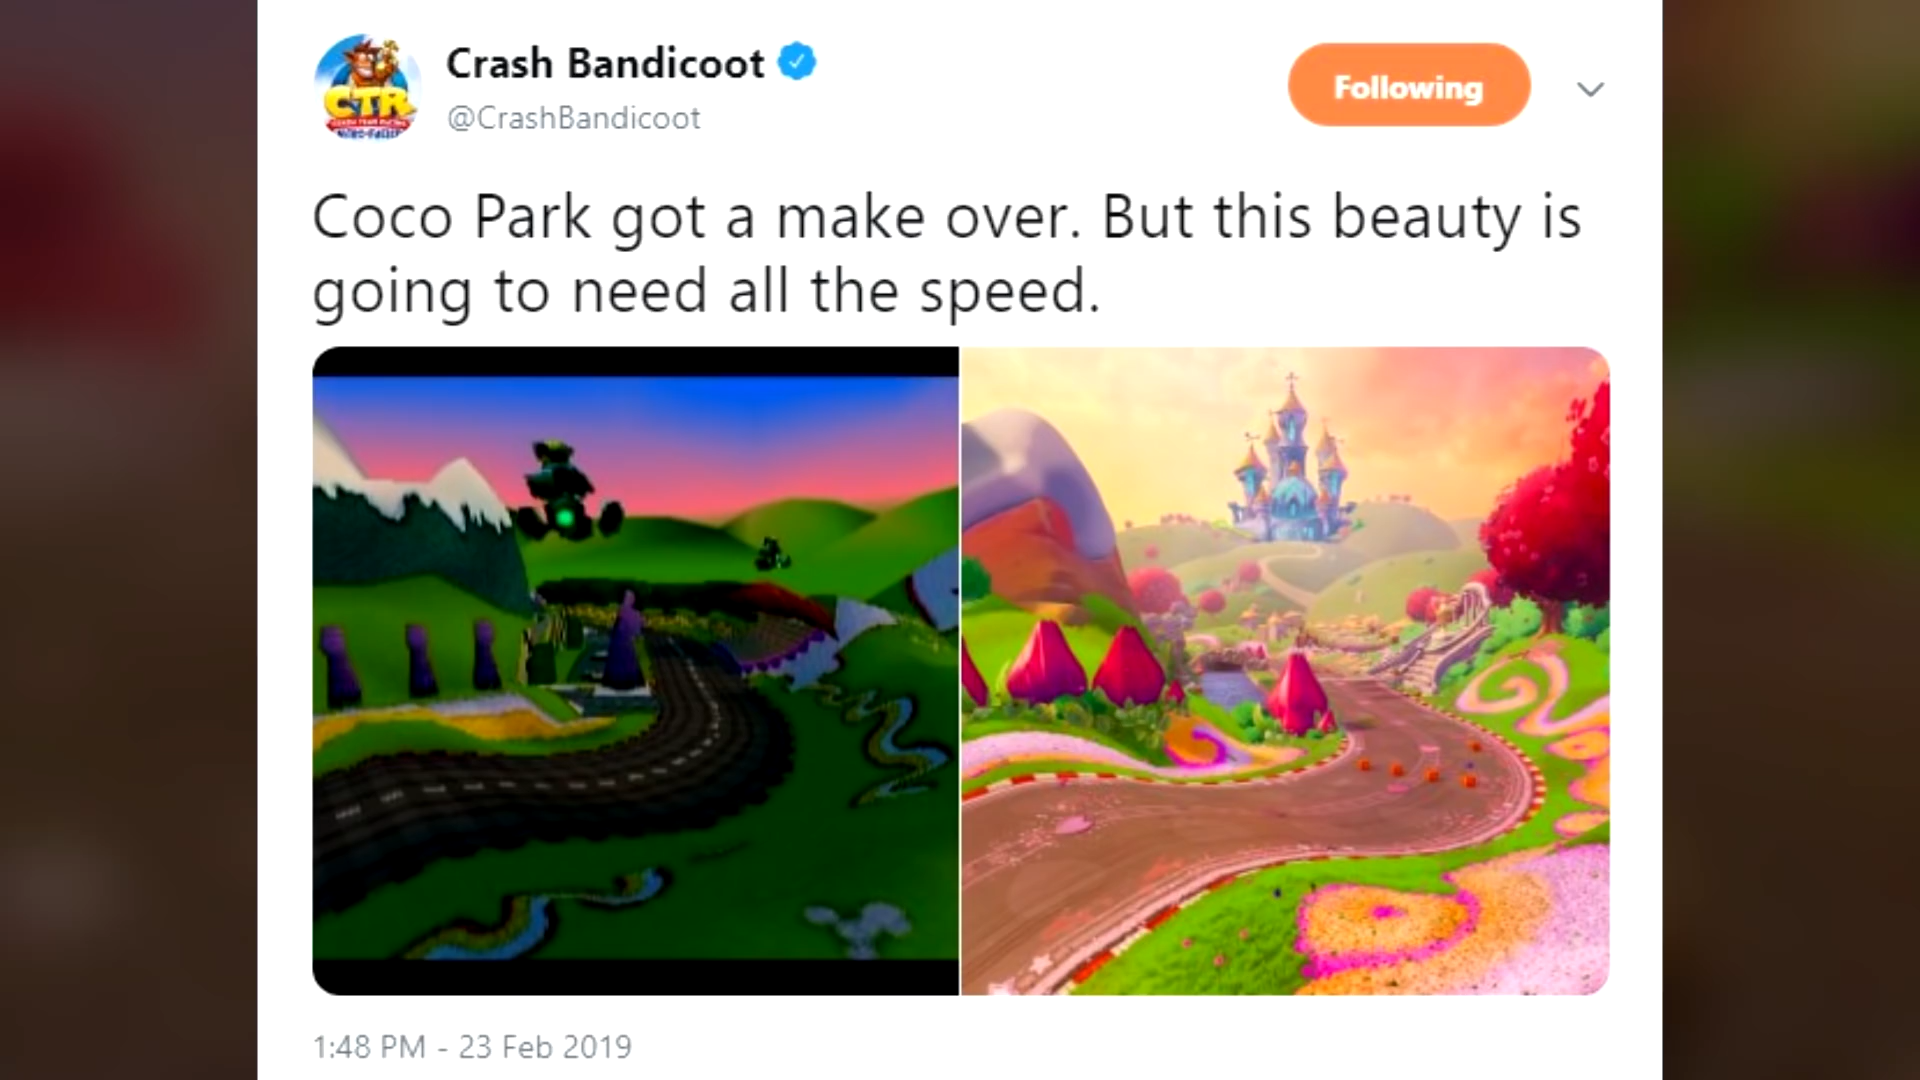 CTR
Crash Bandicoot
@CrashBandicoot
Following
Coco Park got a make over. But this beauty is
going to need all the speed.
1:48 PM - 23 Feb 2019